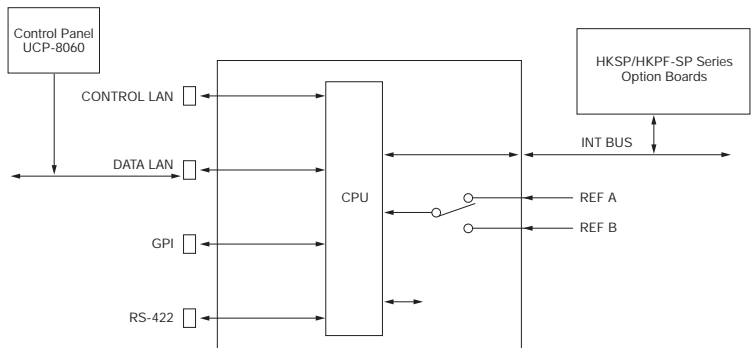 Control Panel
UCP-8060
HKSP/HKPF-SP Series
Option Boards
CONTROL LAN
INT BUS
DATA LAN
CPU
REF A
REF B
GPI
RS-422